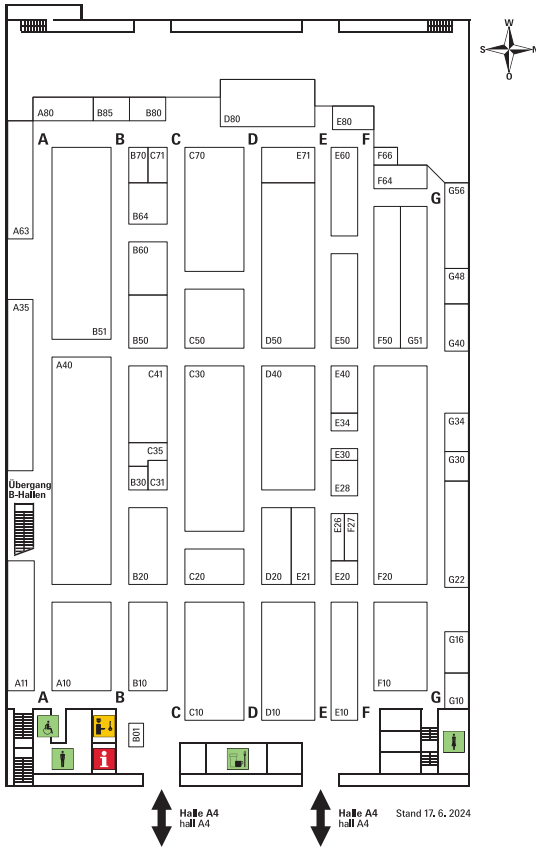 W
S N
O
A80 B85 B80 D80 E80
A B C D E F
B70 C71 C70 E71 E60 F66
F64
G
G56
B64
A63
B60
G48
A35
B51 B50 C50 D50 E50 F50 G51 G40
A40 C41 C30 D40 E40
E34 G34
C35 E30 G30
Übergang
B-Hallen
B30 C31 E28
E26 F27
B20 C20 D20 E21 E20 F20 G22
G16
A11 A10 B10 F10 G10
A B G
C C10 D D10 E E10 F
B01
i
Halle A4
hall A4
Halle A4
hall A4
Stand 17. 6. 2024